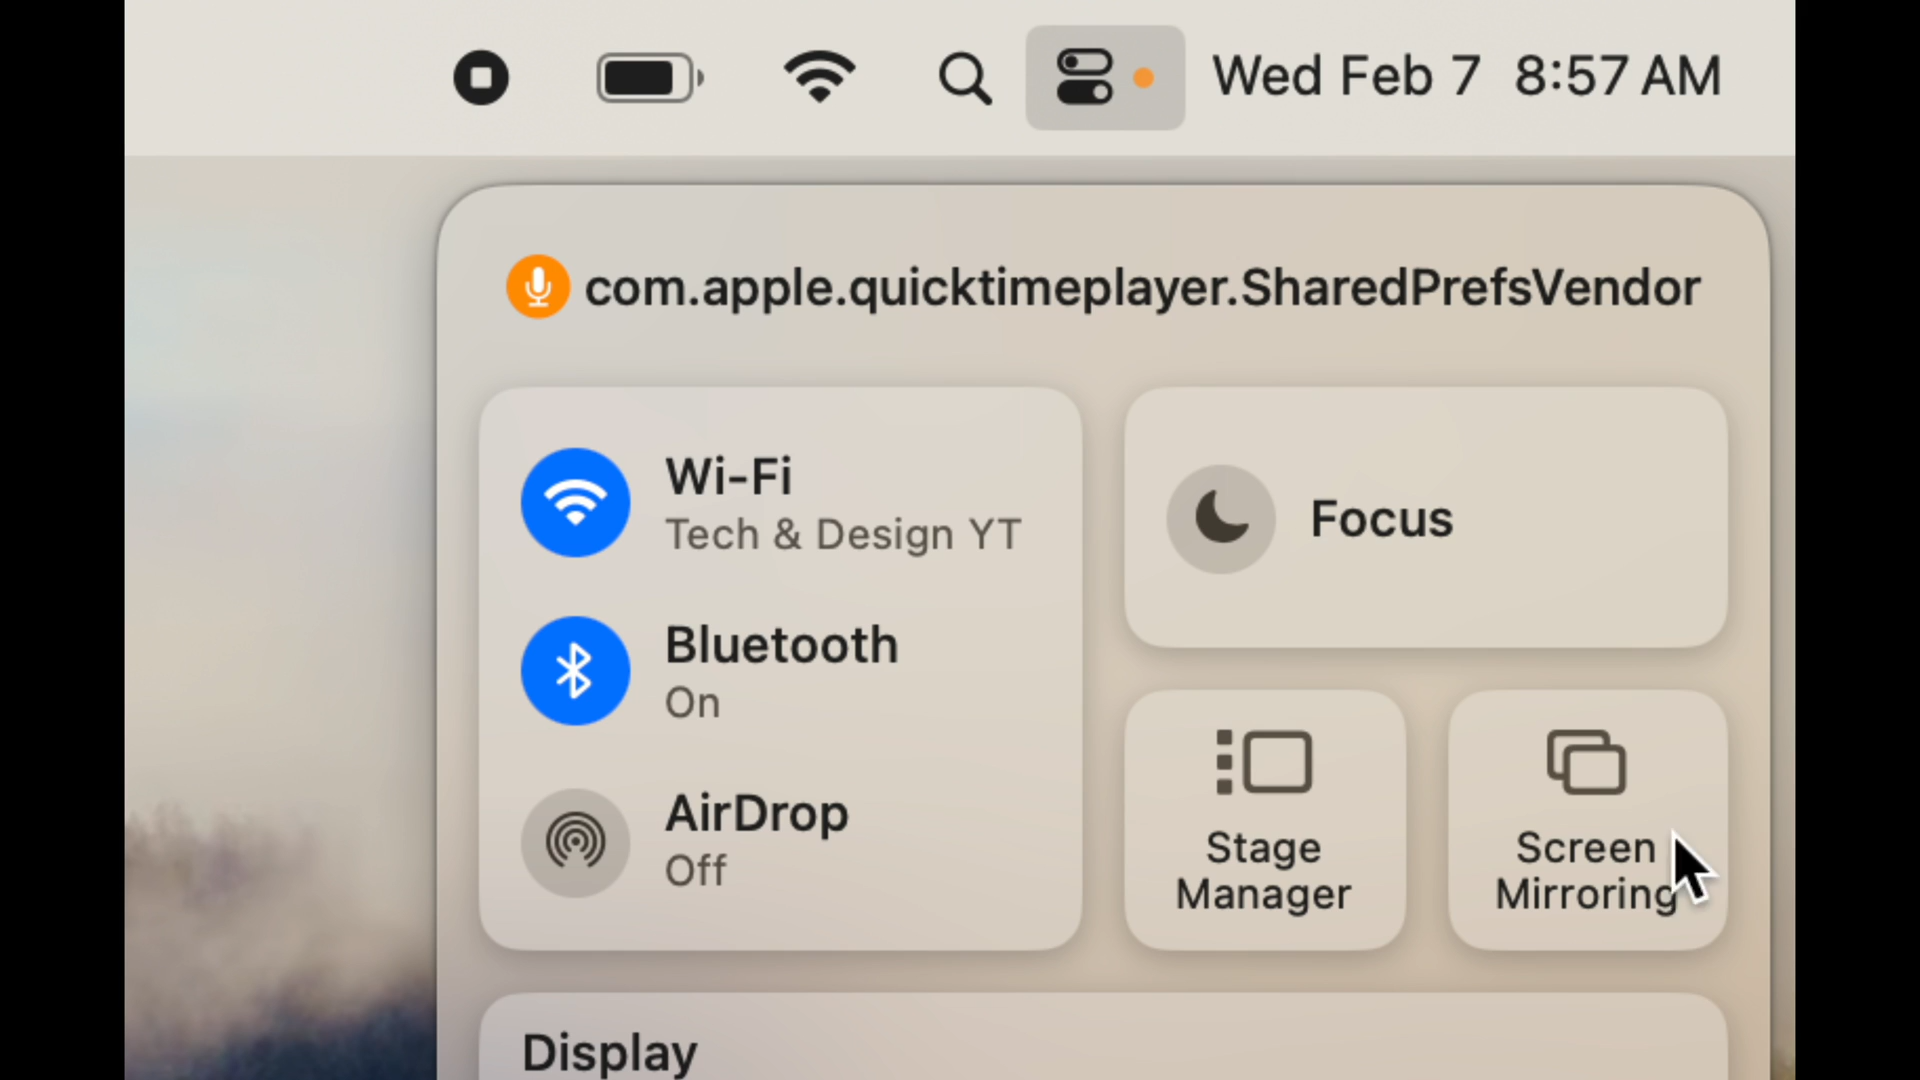 Wed Feb 7 8:57 AM
com.apple.quicktimeplayer.SharedPrefsVendor
Wi-Fi
Tech & Design YT
Bluetooth
On
AirDrop
Off
Focus
Stage
Manager
Screen
Mirroring
Display